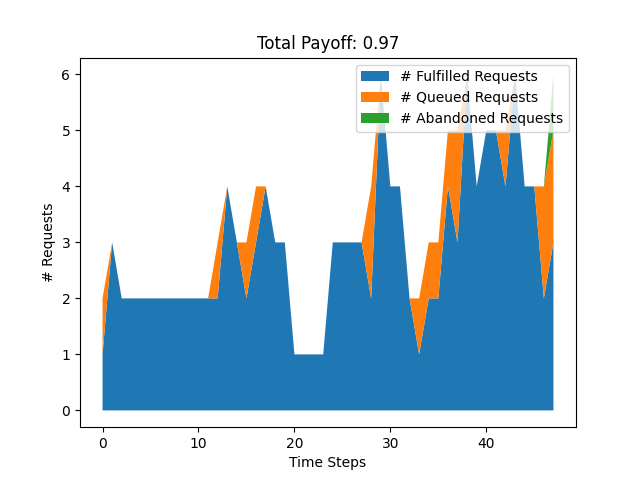 Total Payoff: 0.97
# Fulfilled Requests
# Queued Requests
# Abandoned Requests
6
5
4
3
2
1
0
# Requests
0 10 20 30 40
Time Steps